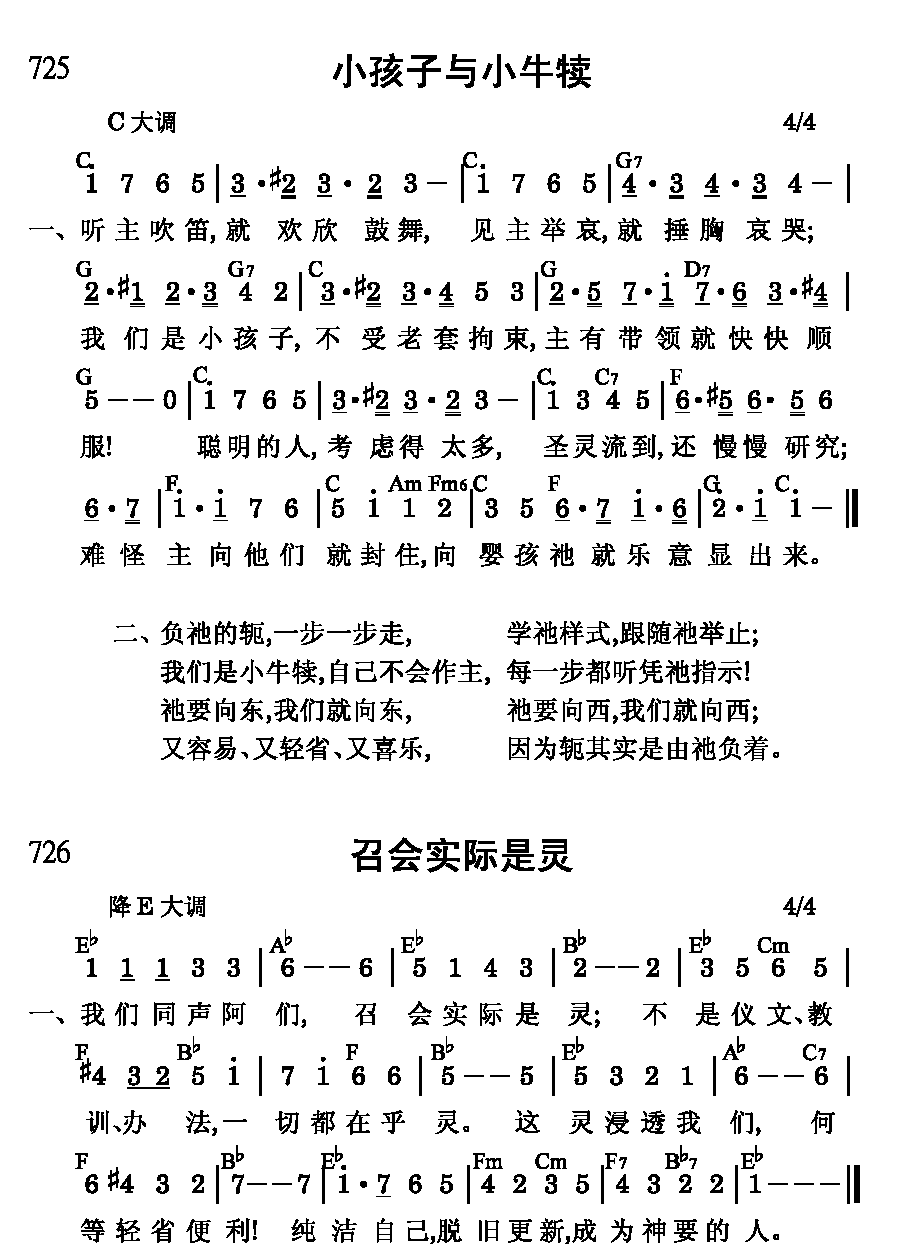 725 小孩子与小牛犊
C 大调 4/4
C C G7
1 7 6 5 | 3·#2 3·2 3 – | 1 7 6 5 | 4·3 4·3 4 – |
一、听主吹笛,就欢欣鼓舞,见主举哀,就捶胸哀哭;
G G7 C G D7
2·#1 2·3 4 2 | 3·#2 3·4 5 3 | 2·5 7·i 7·6 3·#4 |
我们是小孩子,不受老套拘束,主有带领就快快顺
G C C C7 F
5 – – 0 | 1 7 6 5 | 3·#2 3·2 3 – | 1 3 4 5 | 6·#5 6·5 6
服!聪明的人,考虑得太多,圣灵流到,还慢慢研究;
F C Am Fm6 C F G C
6·7 | i·i 7 6 | 5 i 1 2 | 3 5 6·7 i·6 | 2·i i – ‖
难怪主向他们就封住,向婴孩祂就乐意显出来。
二、负祂的轭,一步一步走, 学祂样式,跟随祂举止;
我们是小牛犊,自己不会作主, 每一步都听凭祂指示!
祂要向东,我们就向东, 祂要向西,我们就向西;
又容易、又轻省、又喜乐, 因为轭其实是由祂负着。
726 召会实际是灵
降 E 大调 4/4
E♭ A♭ E♭ B♭ E♭ Cm
1 1 1 3 3 | 6 – – 6 | 5 1 4 3 | 2 – – 2 | 3 5 6 5 |
一、我们同声阿们,召会实际是灵;不是仪文、教
F B♭ F B♭ E♭ A♭ C7
#4 3 2 5 i | 7 i 6 6 | 5 – – 5 | 5 3 2 1 | 6 – – 6 |
训、办法,一切都在乎灵。这灵浸透我们,何
F B♭ E♭ Fm Cm F7 B♭7 E♭
6 #4 3 2 | 7 – – 7 | i·7 6 5 | 4 2 3 5 | 4 3 2 2 | 1 – – – ‖
等轻省便利!纯洁自己,脱旧更新,成为神要的人。